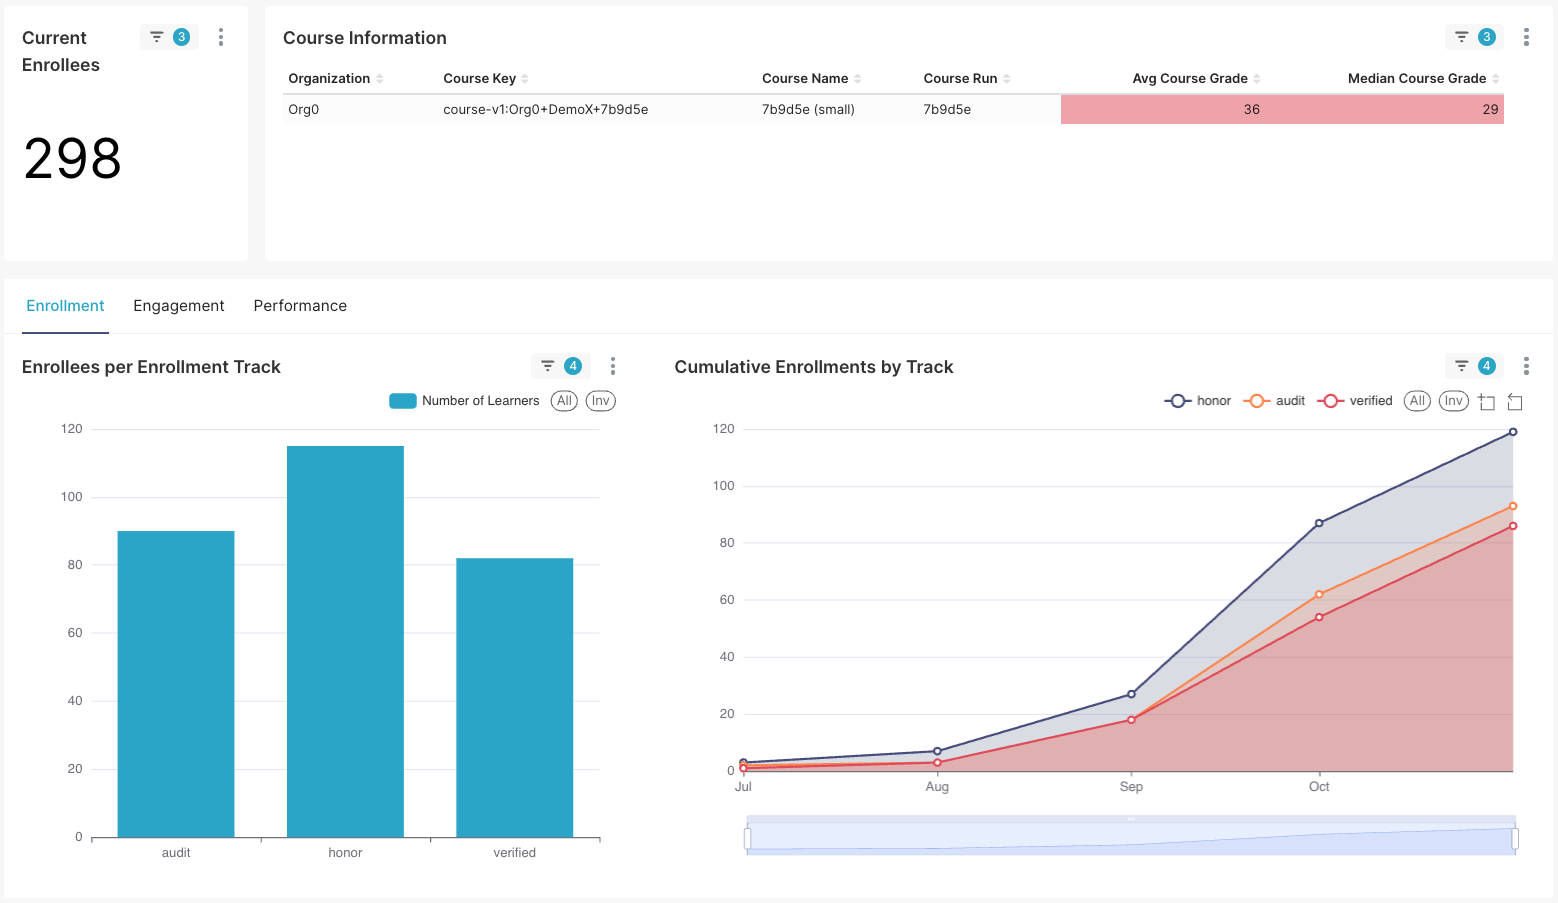 Current
Enrollees
3
298
Course Information
3
Organization Course Key Course Name Course Run Avg Course Grade Median Course Grade
Org0 course-v1:Org0+DemoX+7b9d5e 7b9d5e (small) 7b9d5e 36 29
Enrollment Engagement Performance
Enrollees per Enrollment Track
4
Number of Learners All Inv
120
100
80
60
40
20
0
audit honor verified
Cumulative Enrollments by Track
4
honor audit verified All Inv
120
100
80
60
40
20
0
Jul Aug Sep Oct